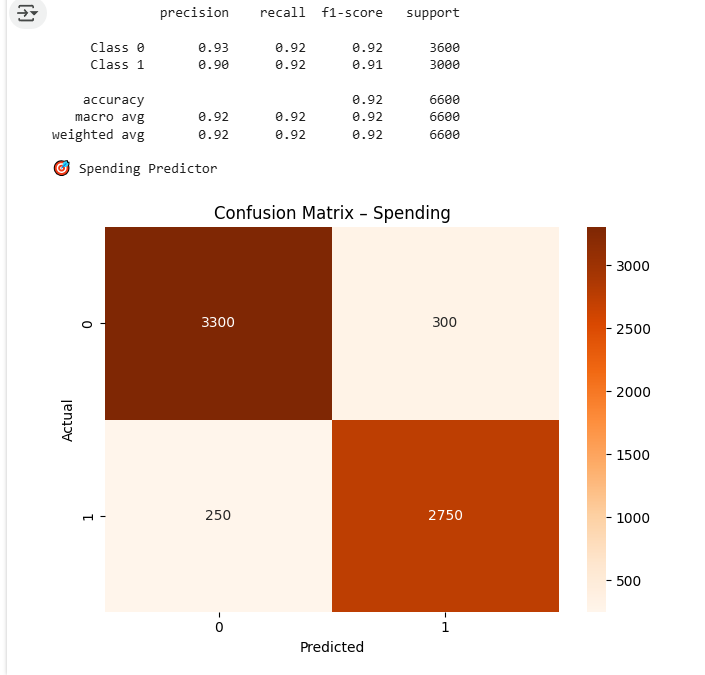 precision recall f1-score support
Class 0 0.93 0.92 0.92 3600
Class 1 0.90 0.92 0.91 3000
accuracy 0.92 6600
macro avg 0.92 0.92 0.92 6600
weighted avg 0.92 0.92 0.92 6600
🎯 Spending Predictor
Confusion Matrix – Spending
3300 300
250 2750
0
1
Actual
0 1
Predicted
3000
2500
2000
1500
1000
500